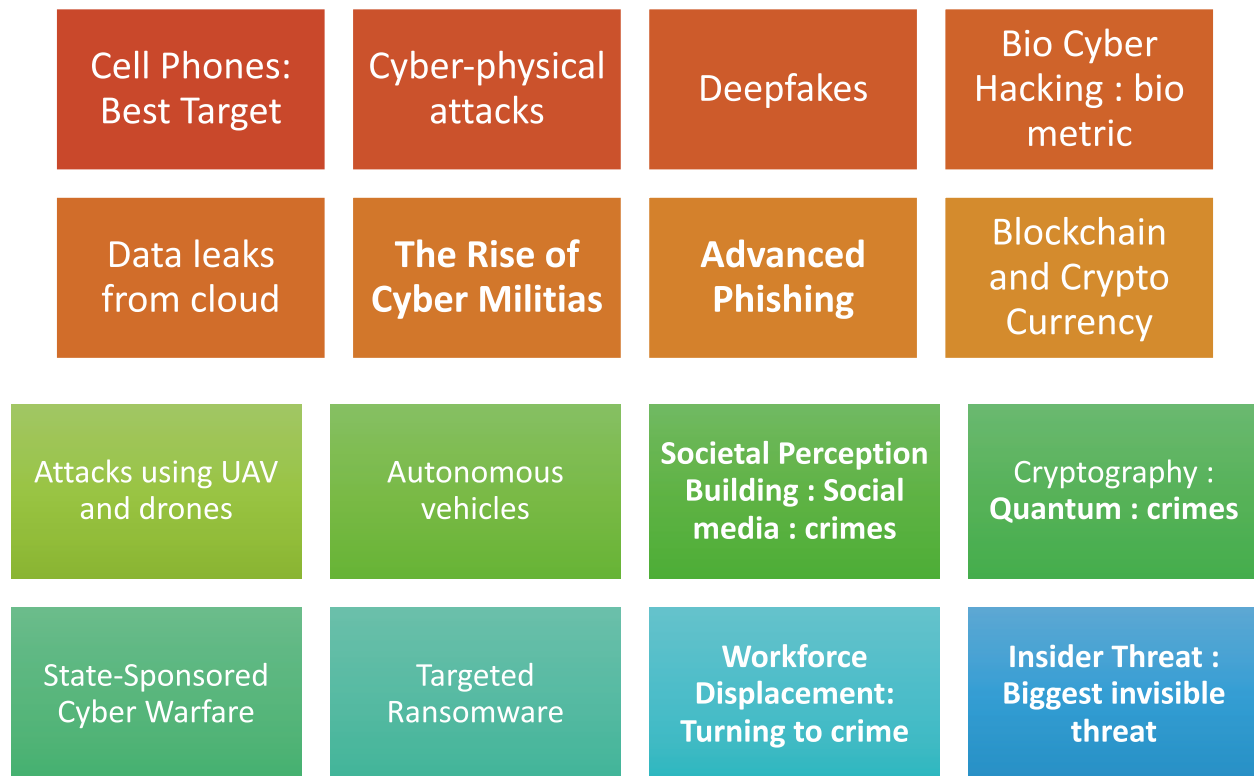 Cell Phones:
Best Target
Cyber-physical
attacks
Deepfakes
Bio Cyber
Hacking : bio
metric
Data leaks
from cloud
The Rise of
Cyber Militias
Advanced
Phishing
Blockchain
and Crypto
Currency
Attacks using UAV
and drones
Autonomous
vehicles
Societal Perception
Building : Social
media : crimes
Cryptography :
Quantum : crimes
State-Sponsored
Cyber Warfare
Targeted
Ransomware
Workforce
Displacement:
Turning to crime
Insider Threat :
Biggest invisible
threat